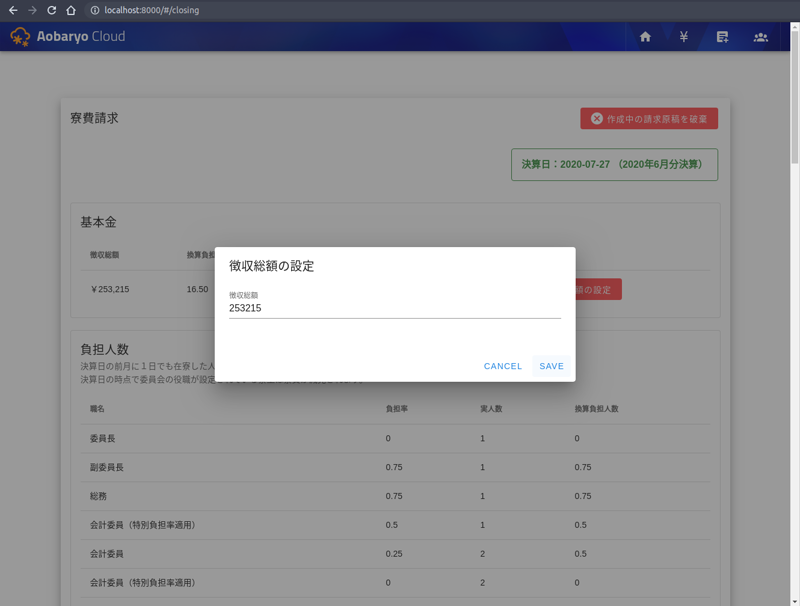 localhost:8000/#/closing
Aobaryo Cloud
¥
寮費請求
作成中の請求原稿を破棄
決算日：2020-07-27 （2020年6月分決算）
基本金
徴収総額 換算負担
￥253,215 16.50 額の設定
徴収総額の設定
徴収総額
253215
CANCEL SAVE
負担人数
決算日の前月に１日でも在寮した人
決算日の時点で委員会の役職が設定
職名 負担率 実人数 換算負担人数
委員長 0 1 0
副委員長 0.75 1 0.75
総務 0.75 1 0.75
会計委員（特別負担率適用） 0.5 1 0.5
会計委員 0.25 2 0.5
会計委員（特別負担率適用） 0 2 0